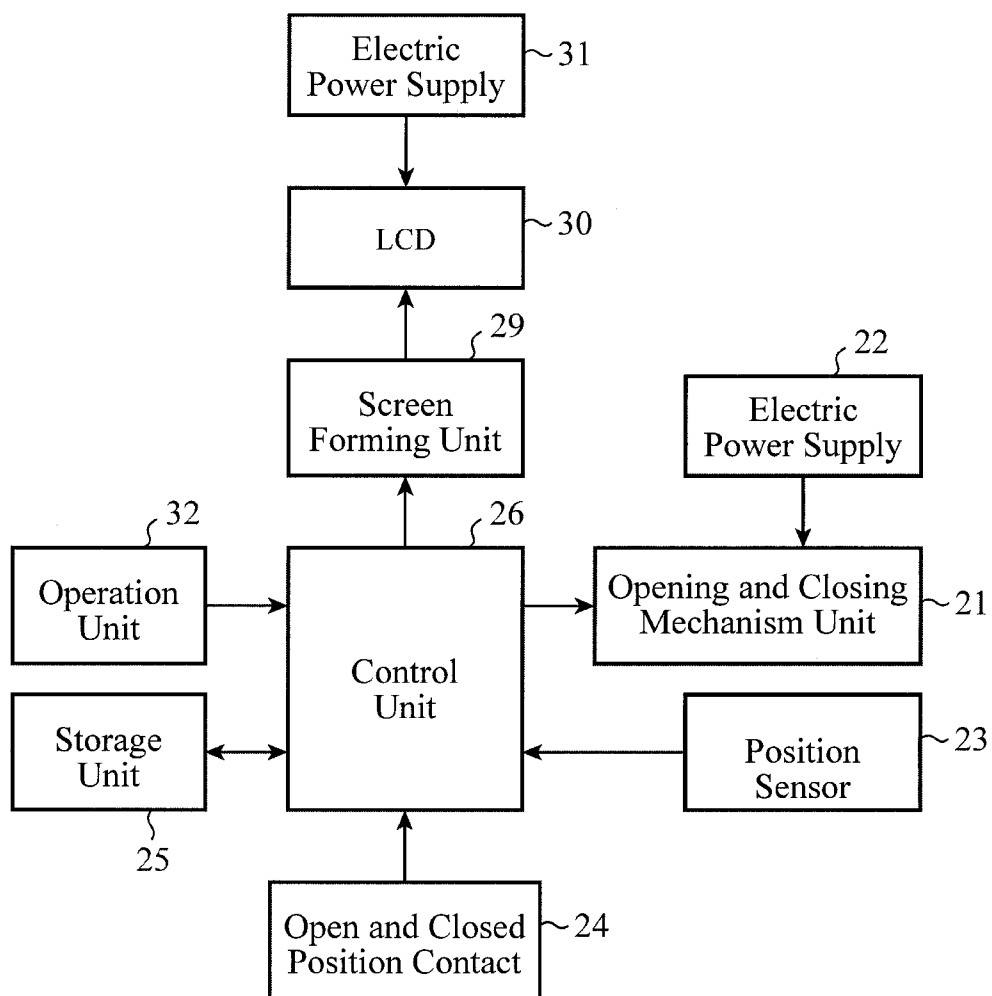 Electric
Power Supply
31
LCD
30
29
Screen
Forming Unit
22
Electric
Power Supply
32
Operation
Unit
26
Control
Unit
Opening and Closing
Mechanism Unit
21
Storage
Unit
25
Position
Sensor
23
Open and Closed
Position Contact
24